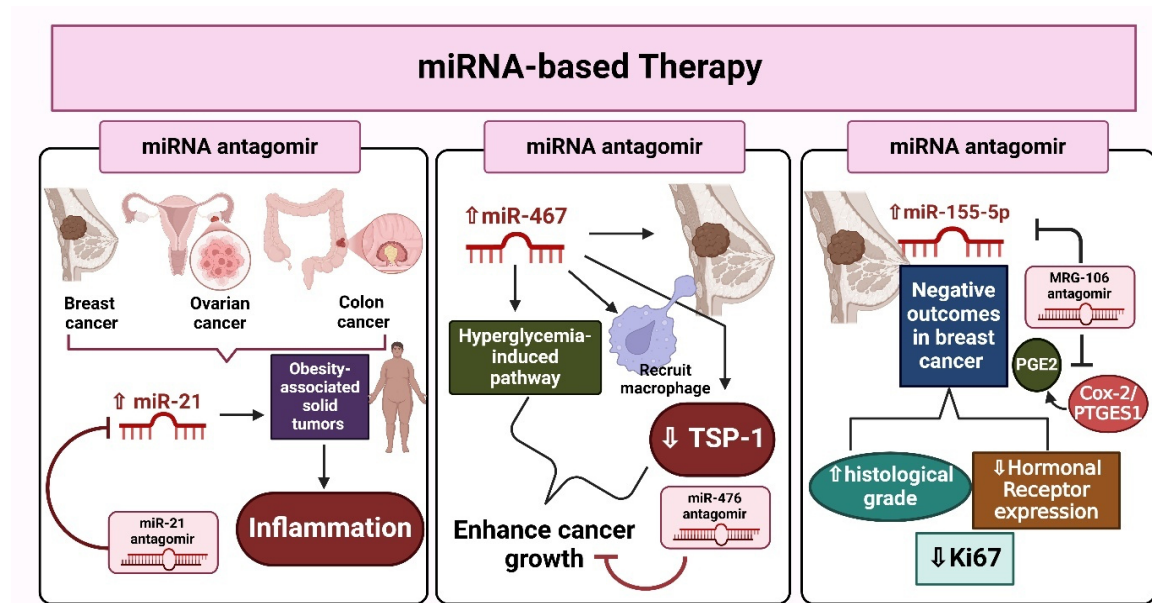 miRNA-based Therapy
miRNA antagomir
Breast
cancer
Ovarian
cancer
Colon
cancer
⇧ miR-21
Obesity-
associated
solid
tumors
miR-21
antagomir
Inflammation
miRNA antagomir
⇧miR-467
Hyperglycemia-
induced
pathway
Recruit
macrophage
⇩ TSP-1
miR-476
antagomir
Enhance cancer
growth
miRNA antagomir
⇧miR-155-5p
Negative
outcomes
in breast
cancer
MRG-106
antagomir
PGE2
Cox-2/
PTGES1
⇧histological
grade
⇩Hormonal
Receptor
expression
⇩Ki67